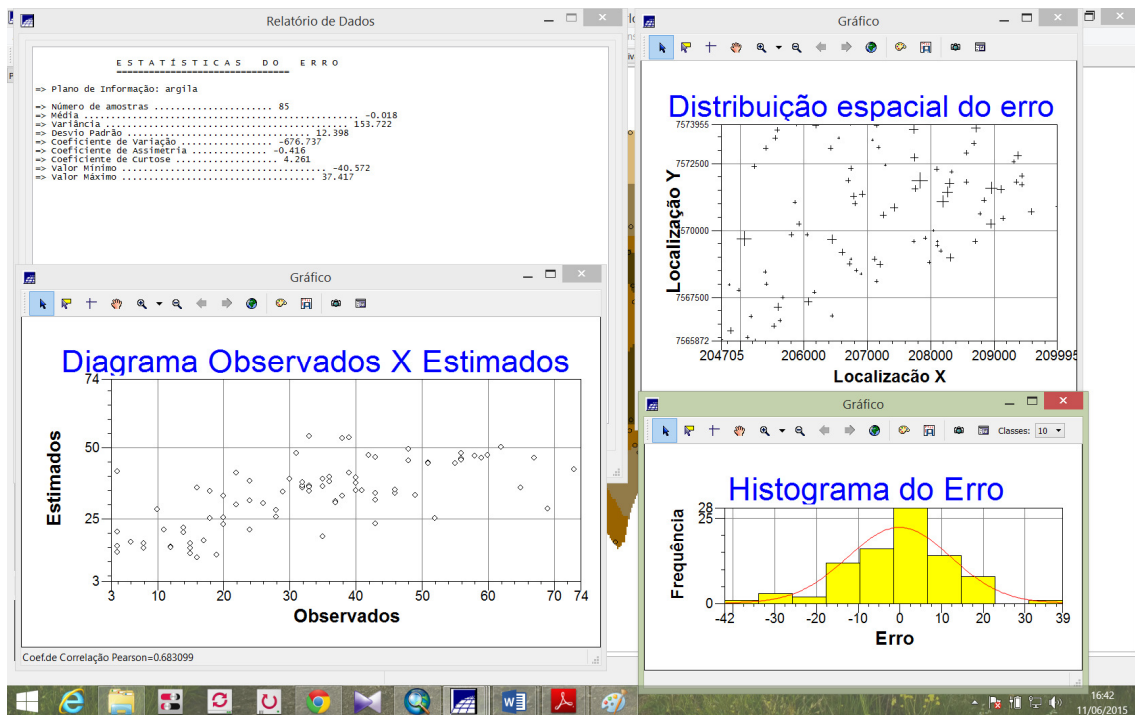 Relatório de Dados
E S T A T Í S T I C A S   D O   E R R O
================================
=> Plano de Informação: argila
=> Número de amostras ...................... 85
=> Média .................................................... -0.018
=> Variância ............................................. 153.722
=> Desvio Padrão .................................. 12.398
=> Coeficiente de Variação ................. -676.737
=> Coeficiente de Assimetria .............. -0.416
=> Coeficiente de Curtose .................... 4.261
=> Valor Mínimo ....................................... -40.572
=> Valor Máximo .................................... 37.417
Gráfico
Distribuição espacial do erro
Localização Y
7573955
7572500
7570000
7567500
7565872
204705 206000 207000 208000 209000 209995
Localização X
Gráfico
Diagrama Observados X Estimados
Estimados
74
50
25
3
3 10 20 30 40 50 60 70 74
Observados
Coef.de Correlação Pearson=0.683099
Gráfico
Classes: 10
Histograma do Erro
Frequência
28
25
0
-42 -30 -20 -10 0 10 20 30 39
Erro
16:42
11/06/2015